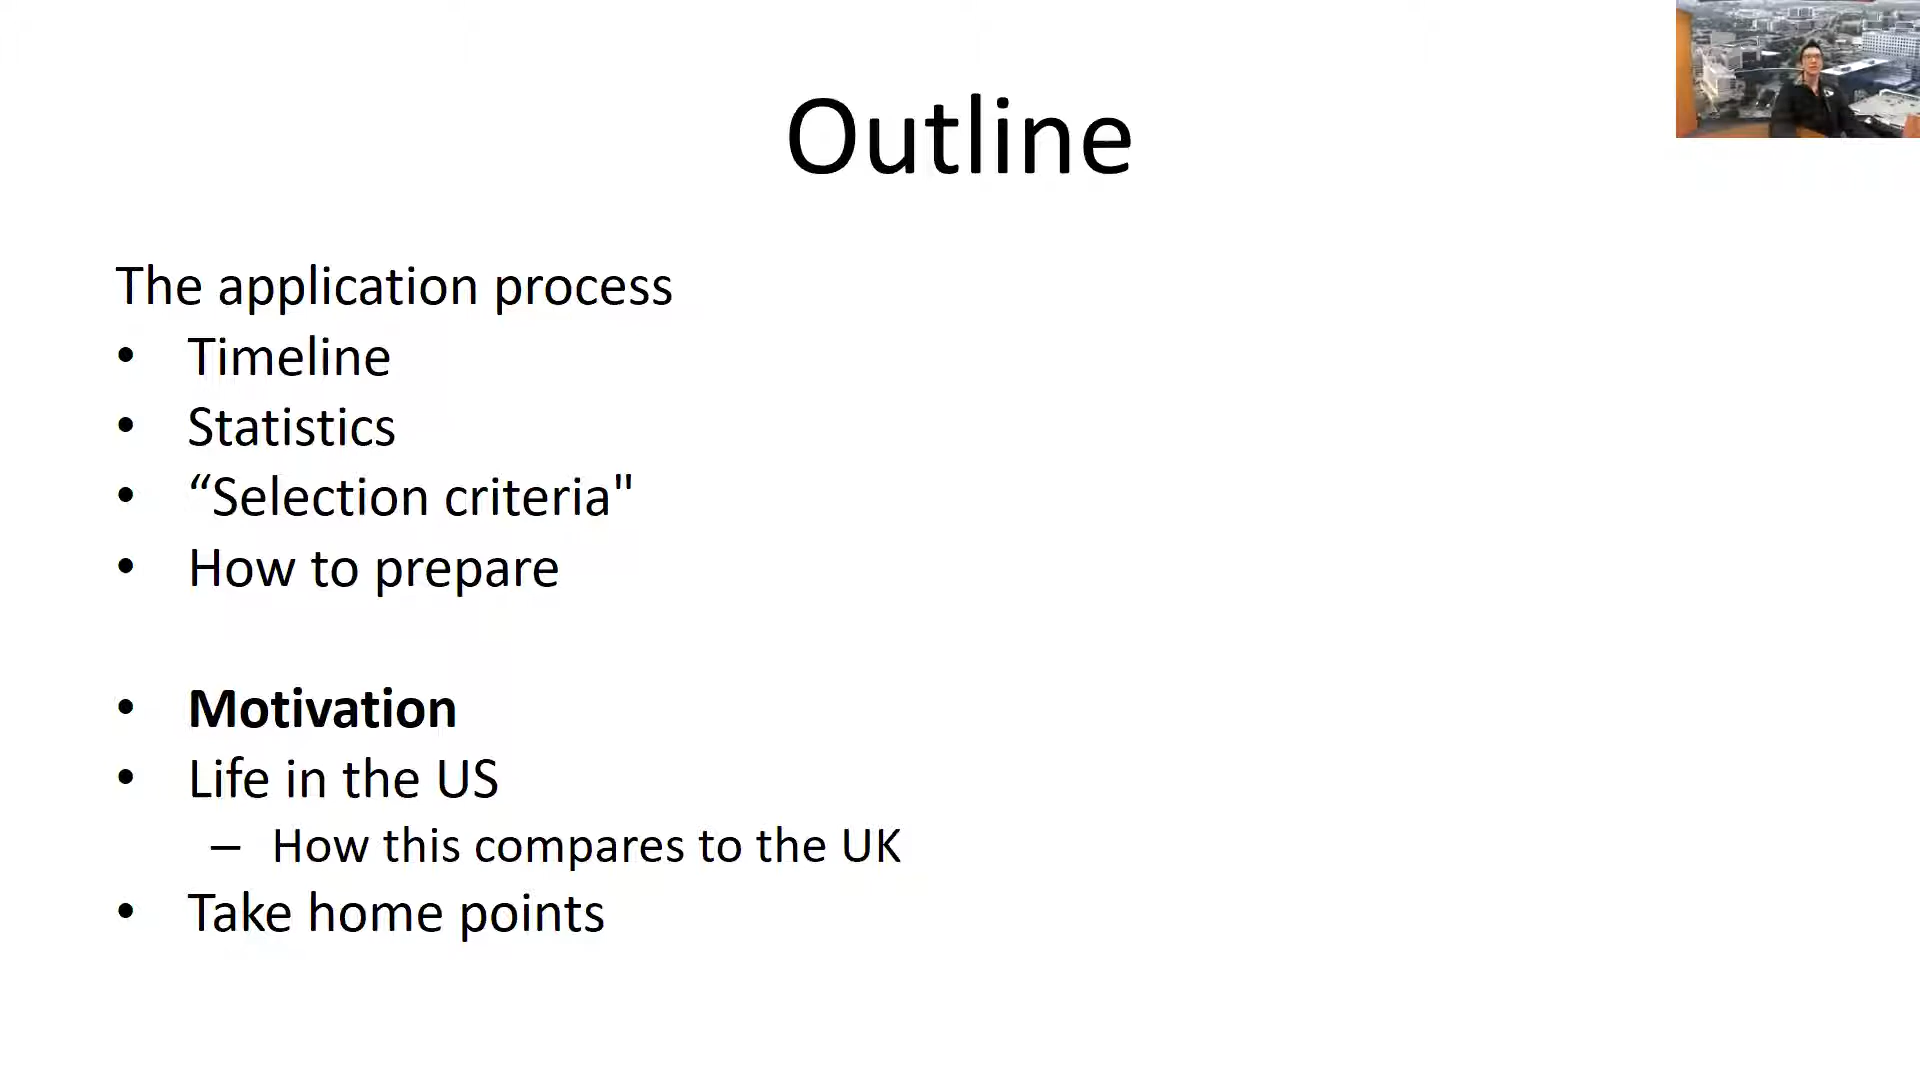 Outline
The application process
• Timeline
• Statistics
• “Selection criteria"
• How to prepare
• Motivation
• Life in the US
– How this compares to the UK
• Take home points